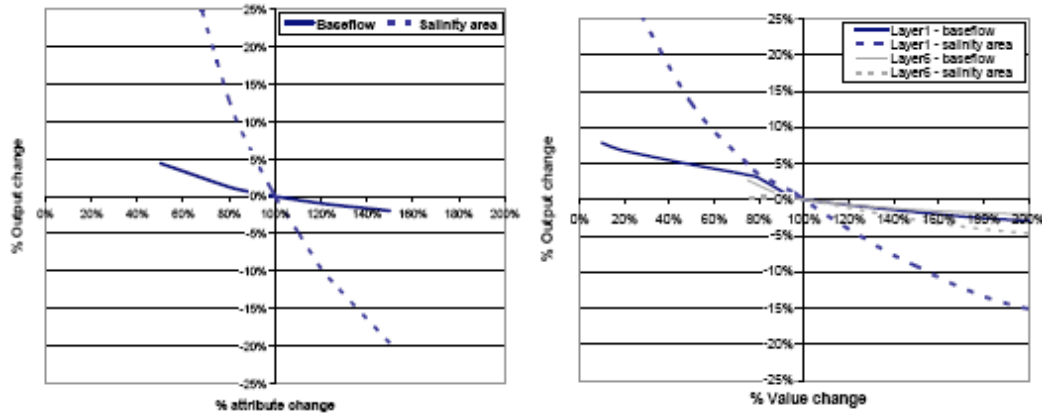 25%
Baseflow Salinity area
20%
15%
10%
5%
0%
0% 20% 40% 60% 80% 100% 120% 140% 160% 180% 200%
-5%
-10%
-15%
-20%
-25%
% Output change
% attribute change
25%
Layer1 - baseflow
Layer1 - salinity area
Layer6 - baseflow
Layer6 - salinity area
20%
15%
10%
5%
0%
0% 20% 40% 60% 80% 100% 120% 140% 160% 180% 200%
-5%
-10%
-15%
-20%
-25%
% Output change
% Value change